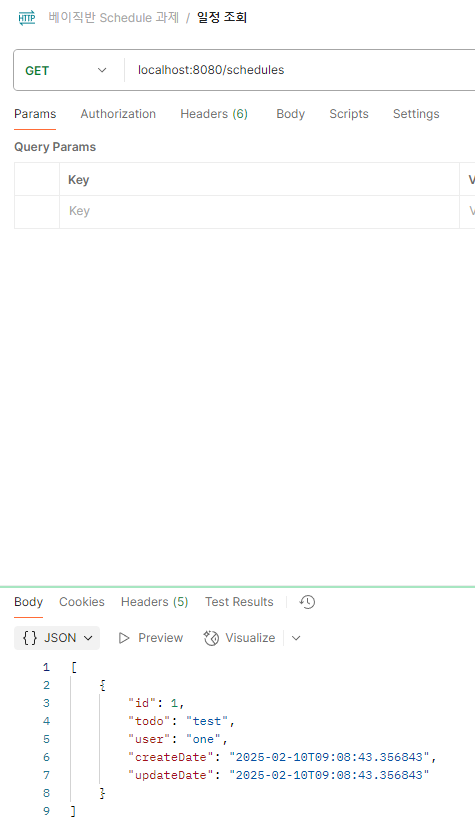 HTTP 베이직반 Schedule 과제 / 일정 조회
GET localhost:8080/schedules
Params Authorization Headers (6) Body Scripts Settings
Query Params
Key
Key
Body Cookies Headers (5) Test Results
{ } JSON Preview Visualize
1 [
2 {
3 "id": 1,
4 "todo": "test",
5 "user": "one",
6 "createDate": "2025-02-10T09:08:43.356843",
7 "updateDate": "2025-02-10T09:08:43.356843"
8 }
9 ]